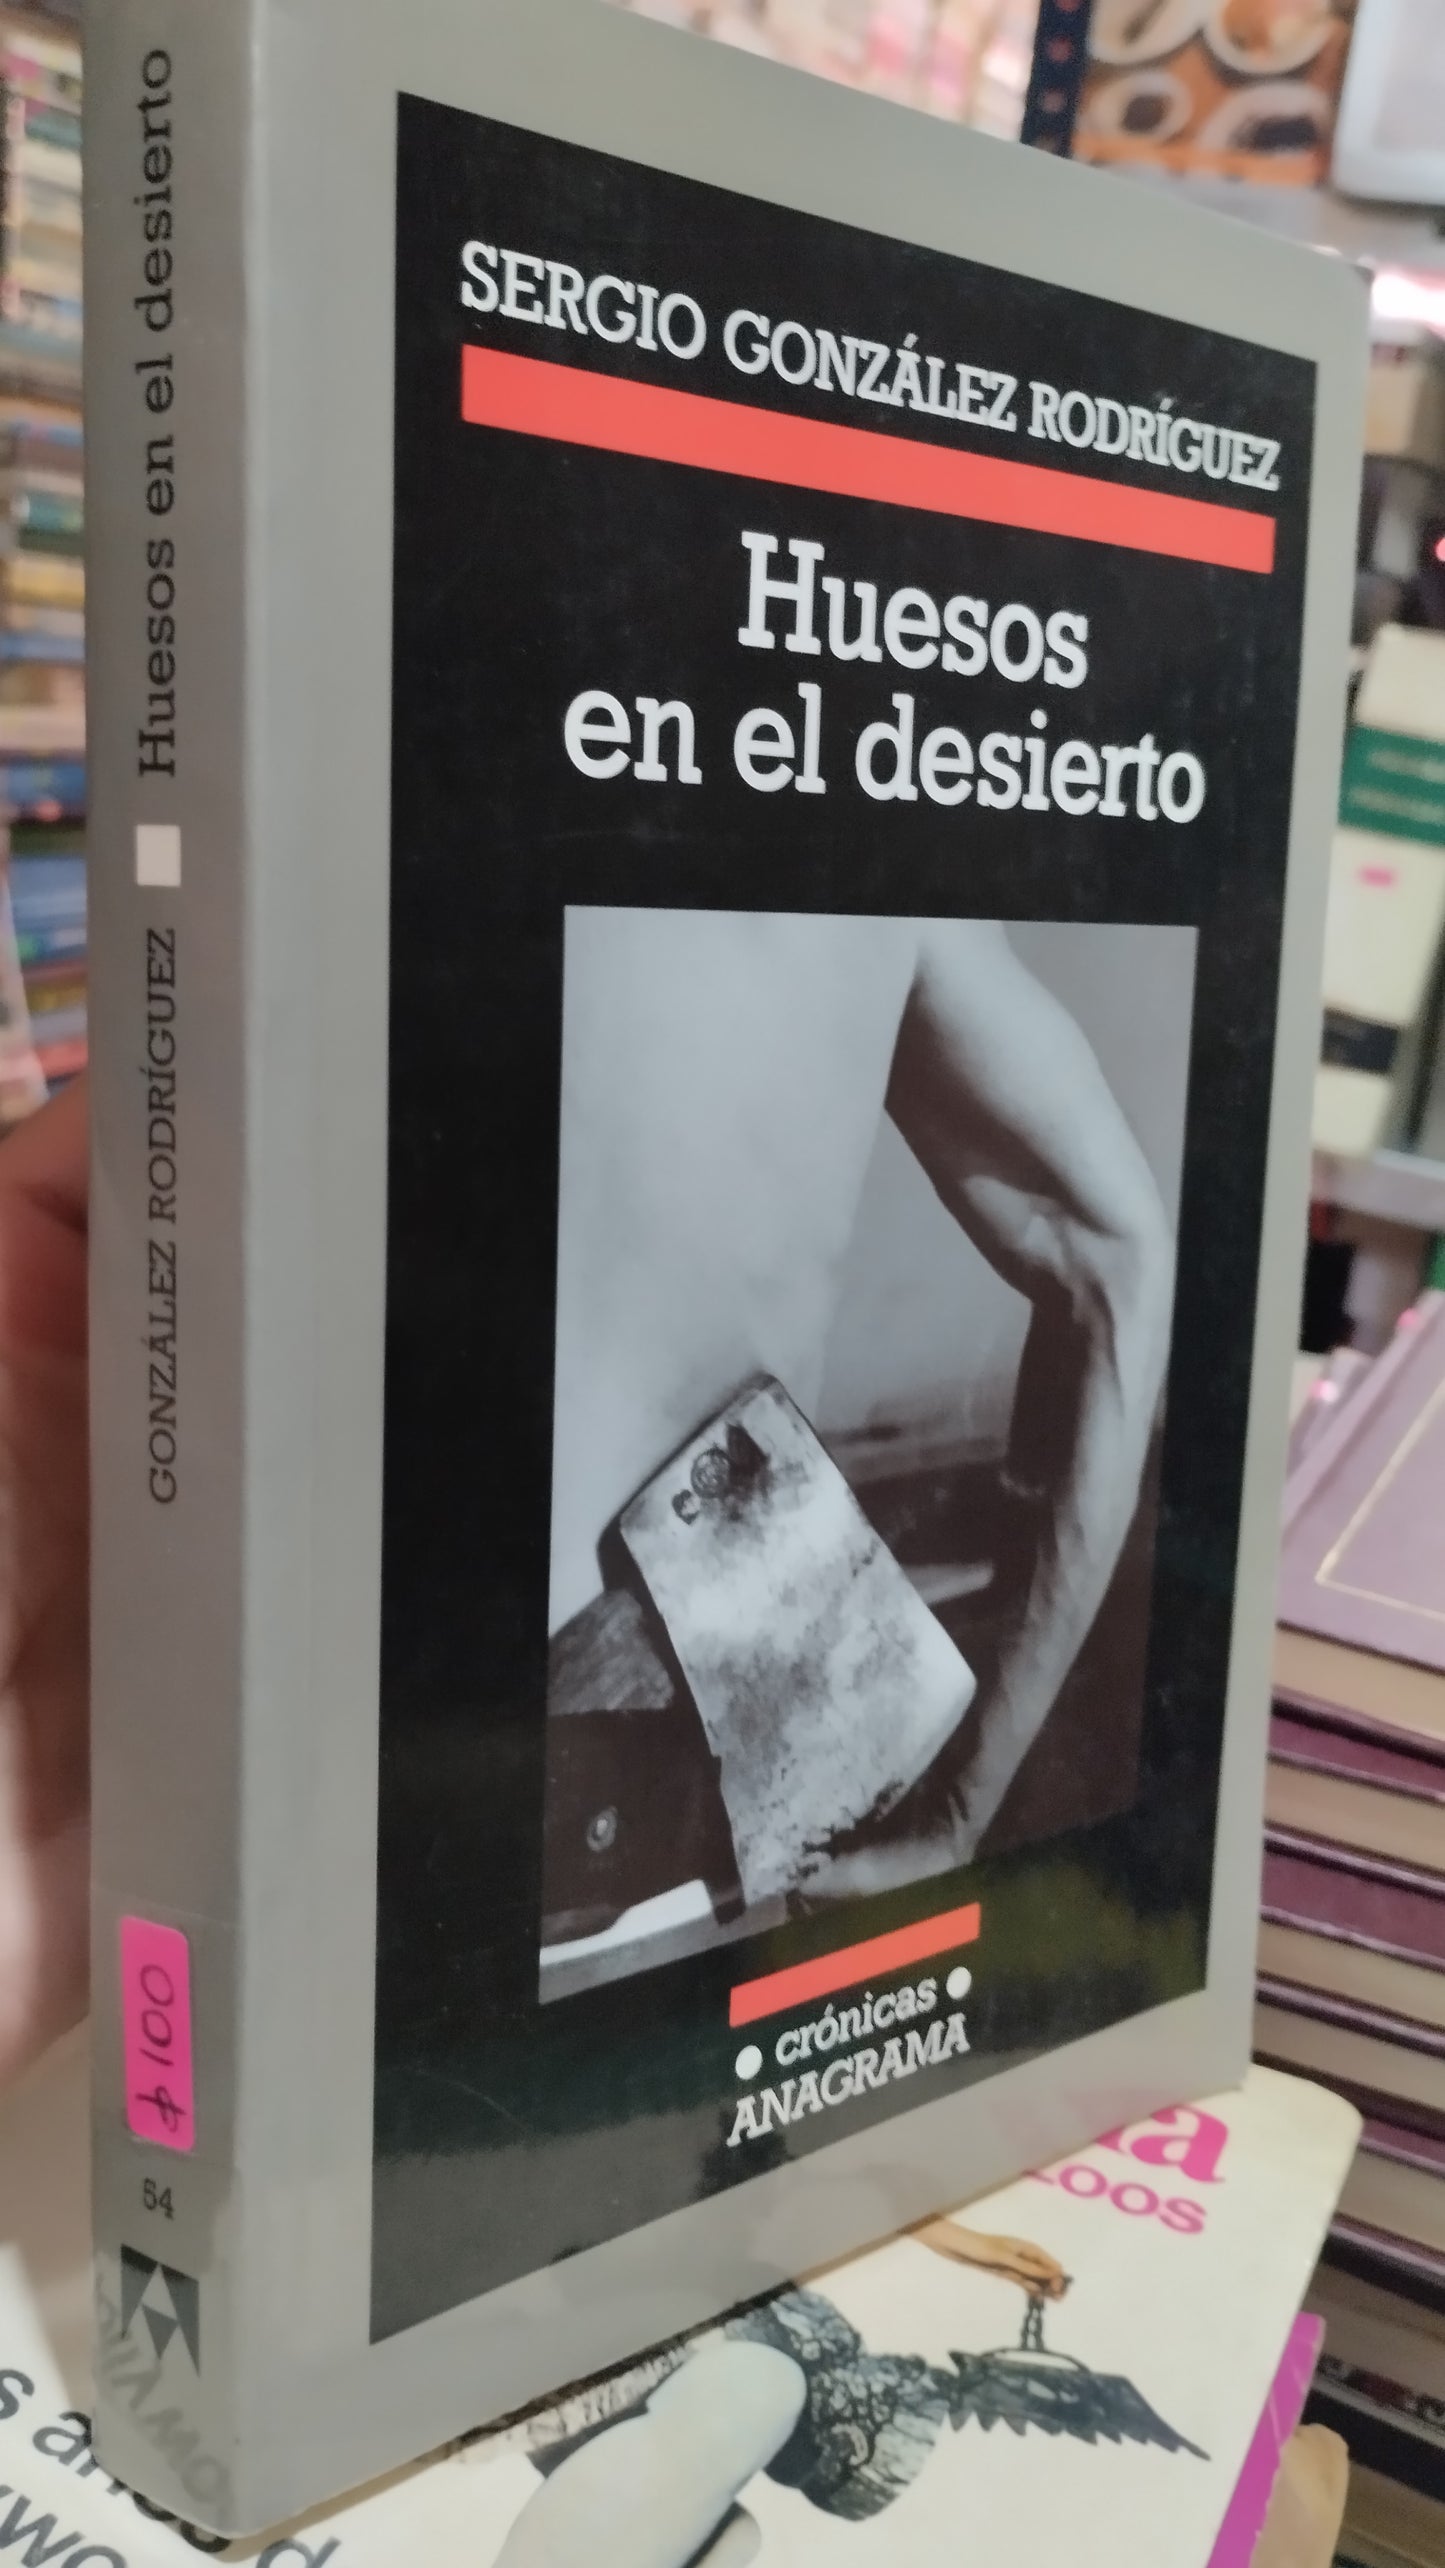 Huesos en el desierto
GONZÁLEZ RODRÍGUEZ
$ 100
54
SERGIO GONZÁLEZ RODRÍGUEZ
Huesos
en el desierto
• crónicas •
ANAGRAMA